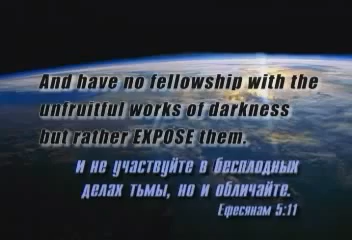 And have no fellowship with the
unfruitful works of darkness
but rather EXPOSE them.
и не участвуйте в бесплодных
делах тьмы, но и обличайте.
Ефесянам 5:11